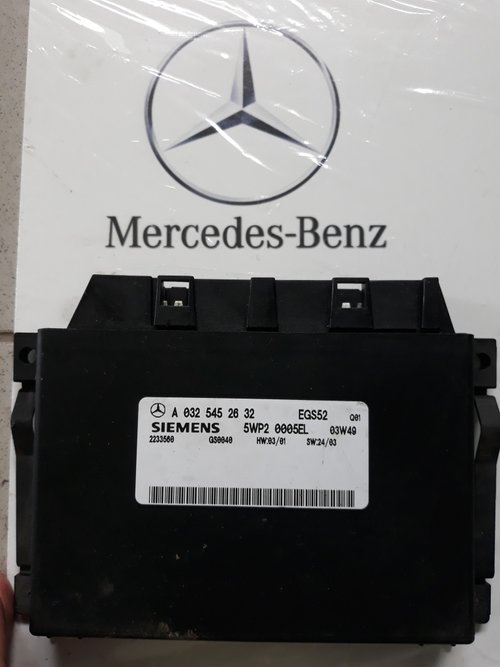 Mercedes-Benz
A 032 545 26 32 EGS52 Q01
SIEMENS 5WP2 0005EL 03W49
2233560 GS0040 HW:03/01 SW:24/03